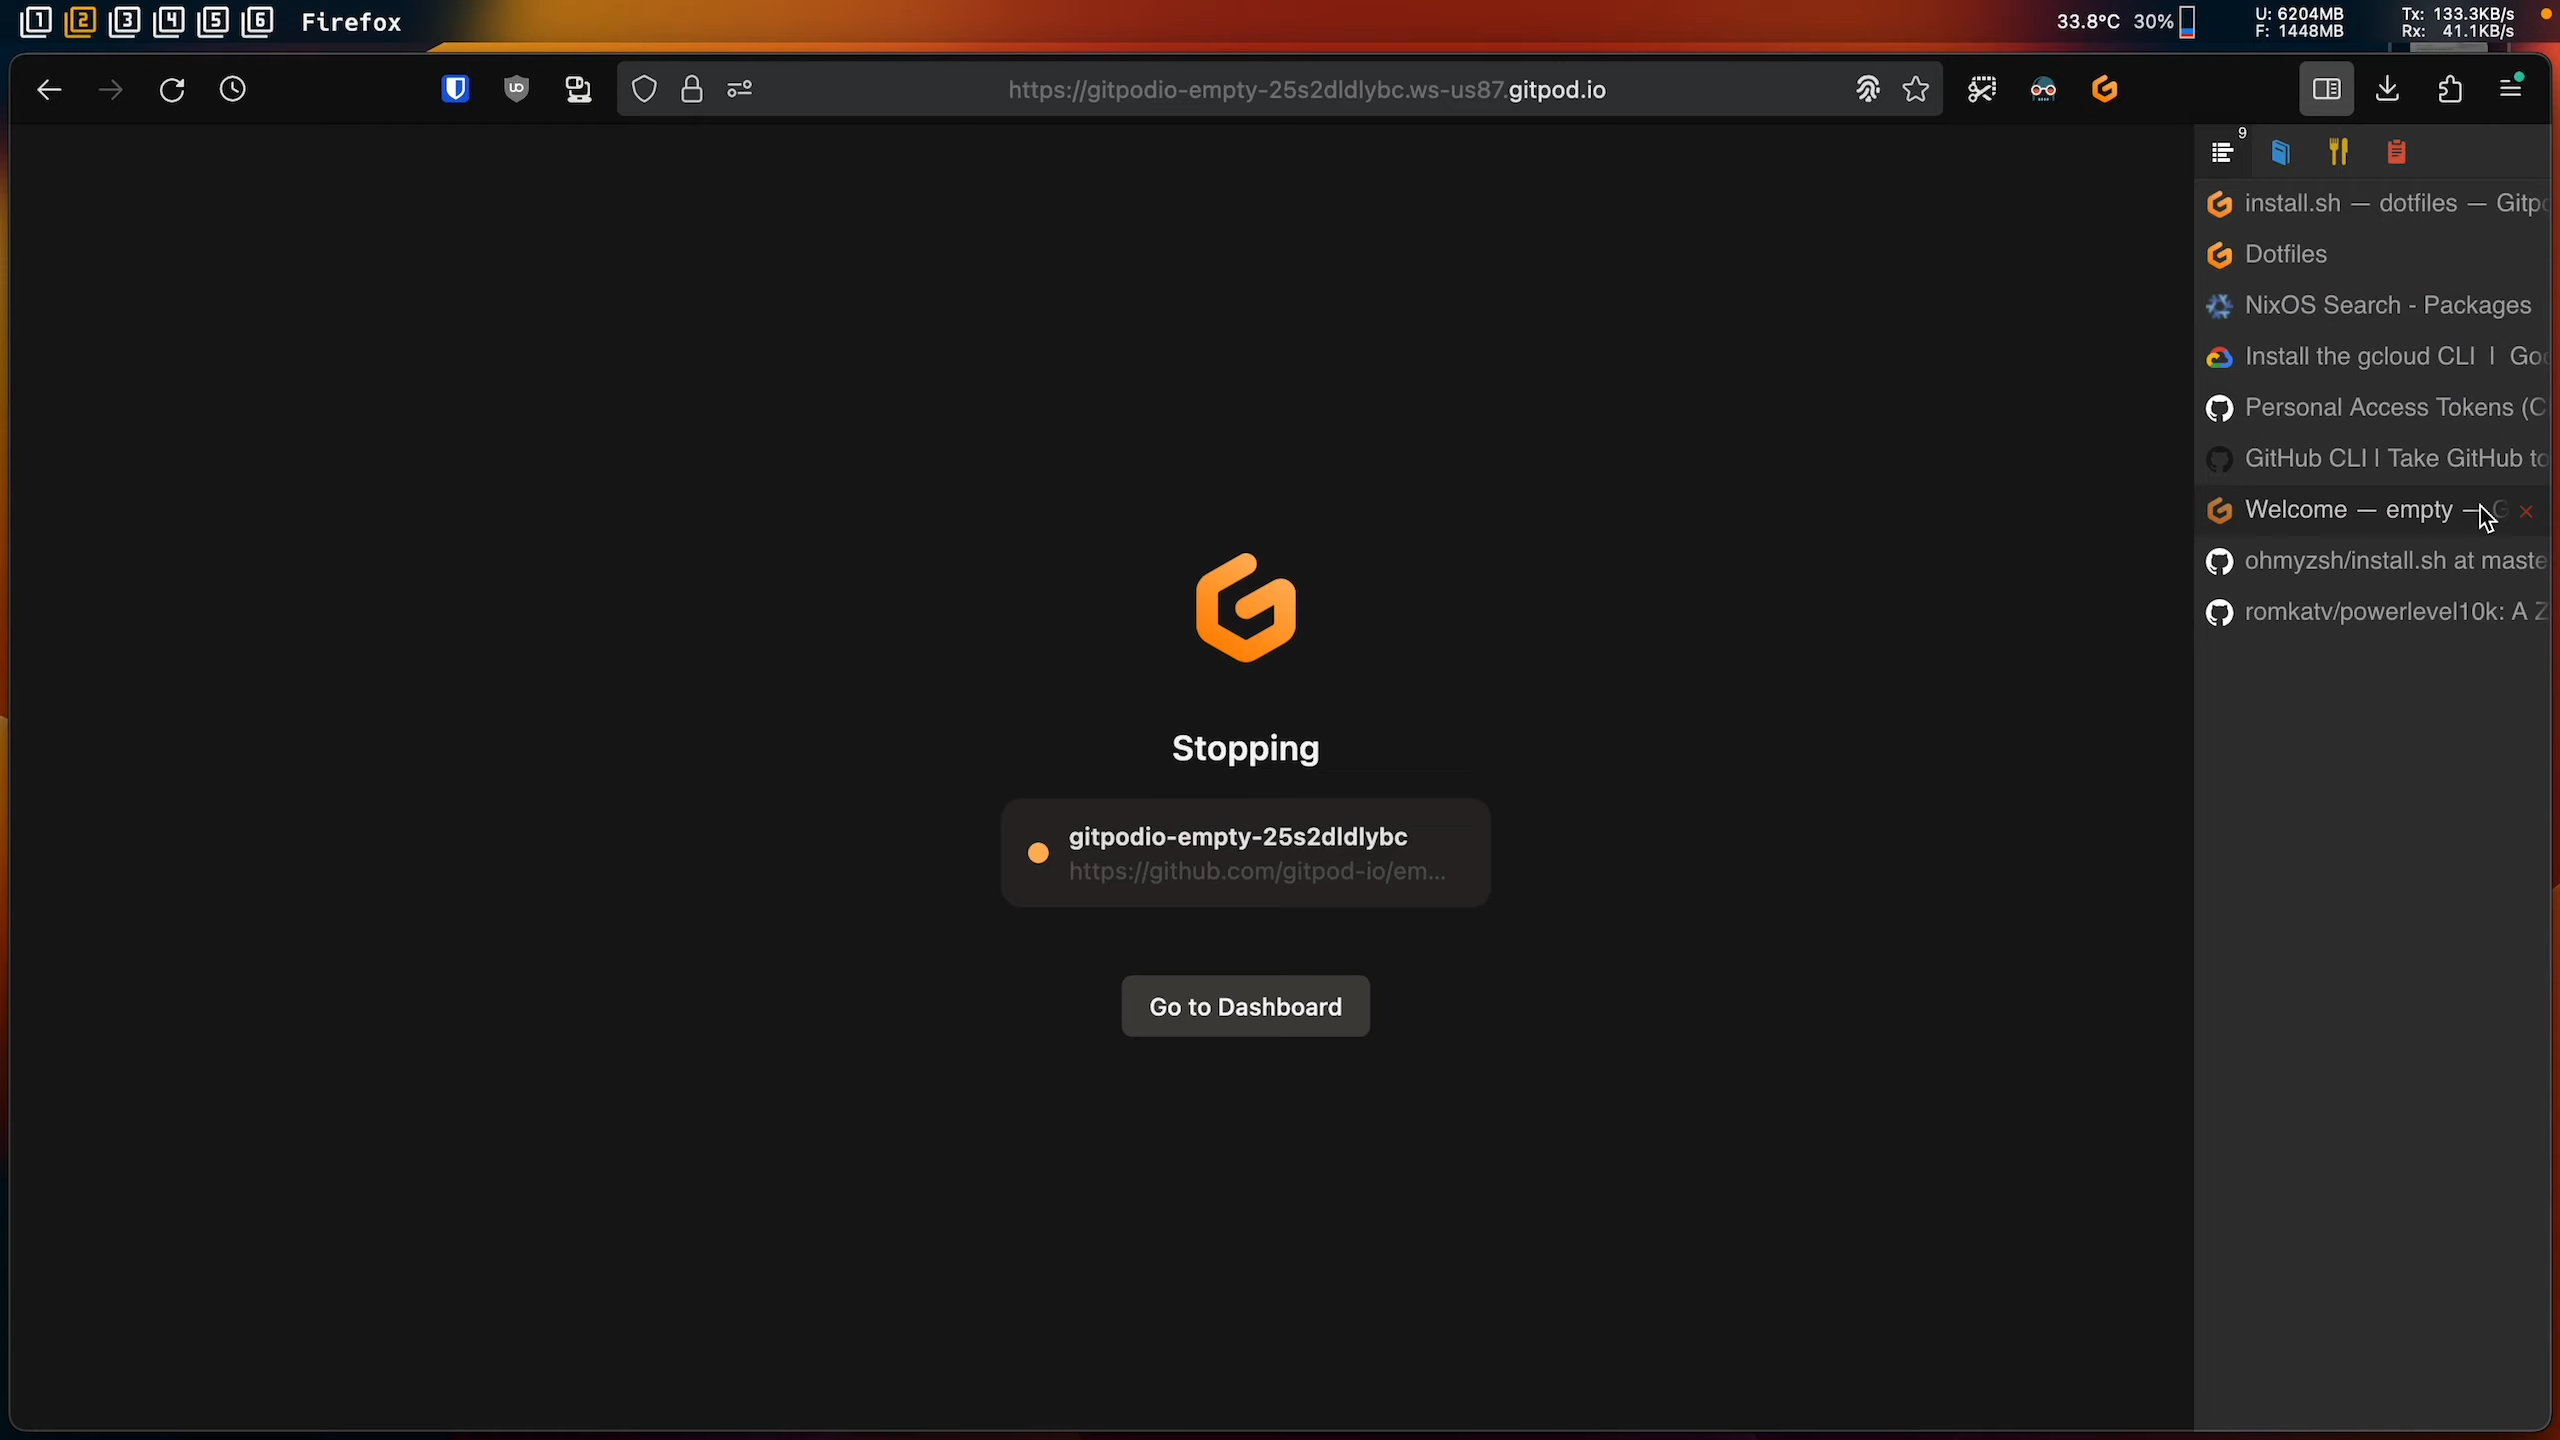 1 2 3 4 5 6 Firefox
33.8°C 30%
U: 6204MB
F: 1448MB
Tx: 133.3KB/s
Rx: 41.1KB/s
https://gitpodio-empty-25s2dldlybc.ws-us87.gitpod.io
9
install.sh — dotfiles — Gitpo
Dotfiles
NixOS Search - Packages
Install the gcloud CLI | Goo
Personal Access Tokens (C
GitHub CLI | Take GitHub to
Welcome — empty — G
ohmyzsh/install.sh at maste
romkatv/powerlevel10k: A Z
Stopping
gitpodio-empty-25s2dldlybc
https://github.com/gitpod-io/em...
Go to Dashboard